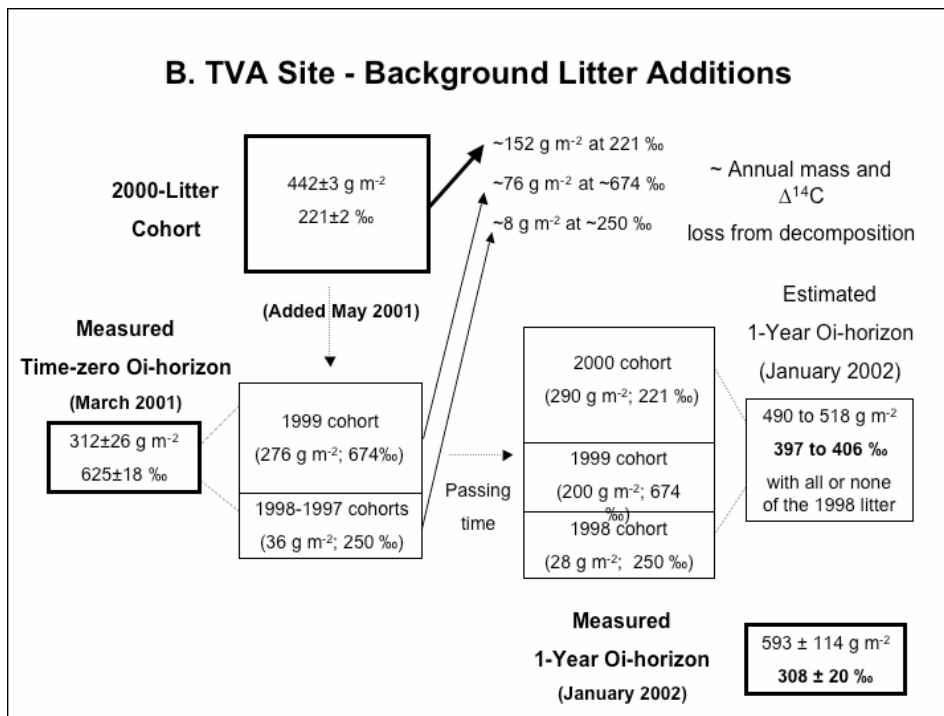 B. TVA Site - Background Litter Additions
2000-Litter
Cohort
442±3 g m⁻²
221±2 ‰
~152 g m⁻² at 221 ‰
~76 g m⁻² at ~674 ‰
~8 g m⁻² at ~250 ‰
~ Annual mass and
Δ¹⁴C
loss from decomposition
(Added May 2001)
Measured
Time-zero Oi-horizon
(March 2001)
312±26 g m⁻²
625±18 ‰
1999 cohort
(276 g m⁻²; 674‰)
1998-1997 cohorts
(36 g m⁻²; 250 ‰)
Passing
time
2000 cohort
(290 g m⁻²; 221 ‰)
1999 cohort
(200 g m⁻²; 674
‰)
1998 cohort
(28 g m⁻²; 250 ‰)
Estimated
1-Year Oi-horizon
(January 2002)
490 to 518 g m⁻²
397 to 406 ‰
with all or none
of the 1998 litter
Measured
1-Year Oi-horizon
(January 2002)
593 ± 114 g m⁻²
308 ± 20 ‰